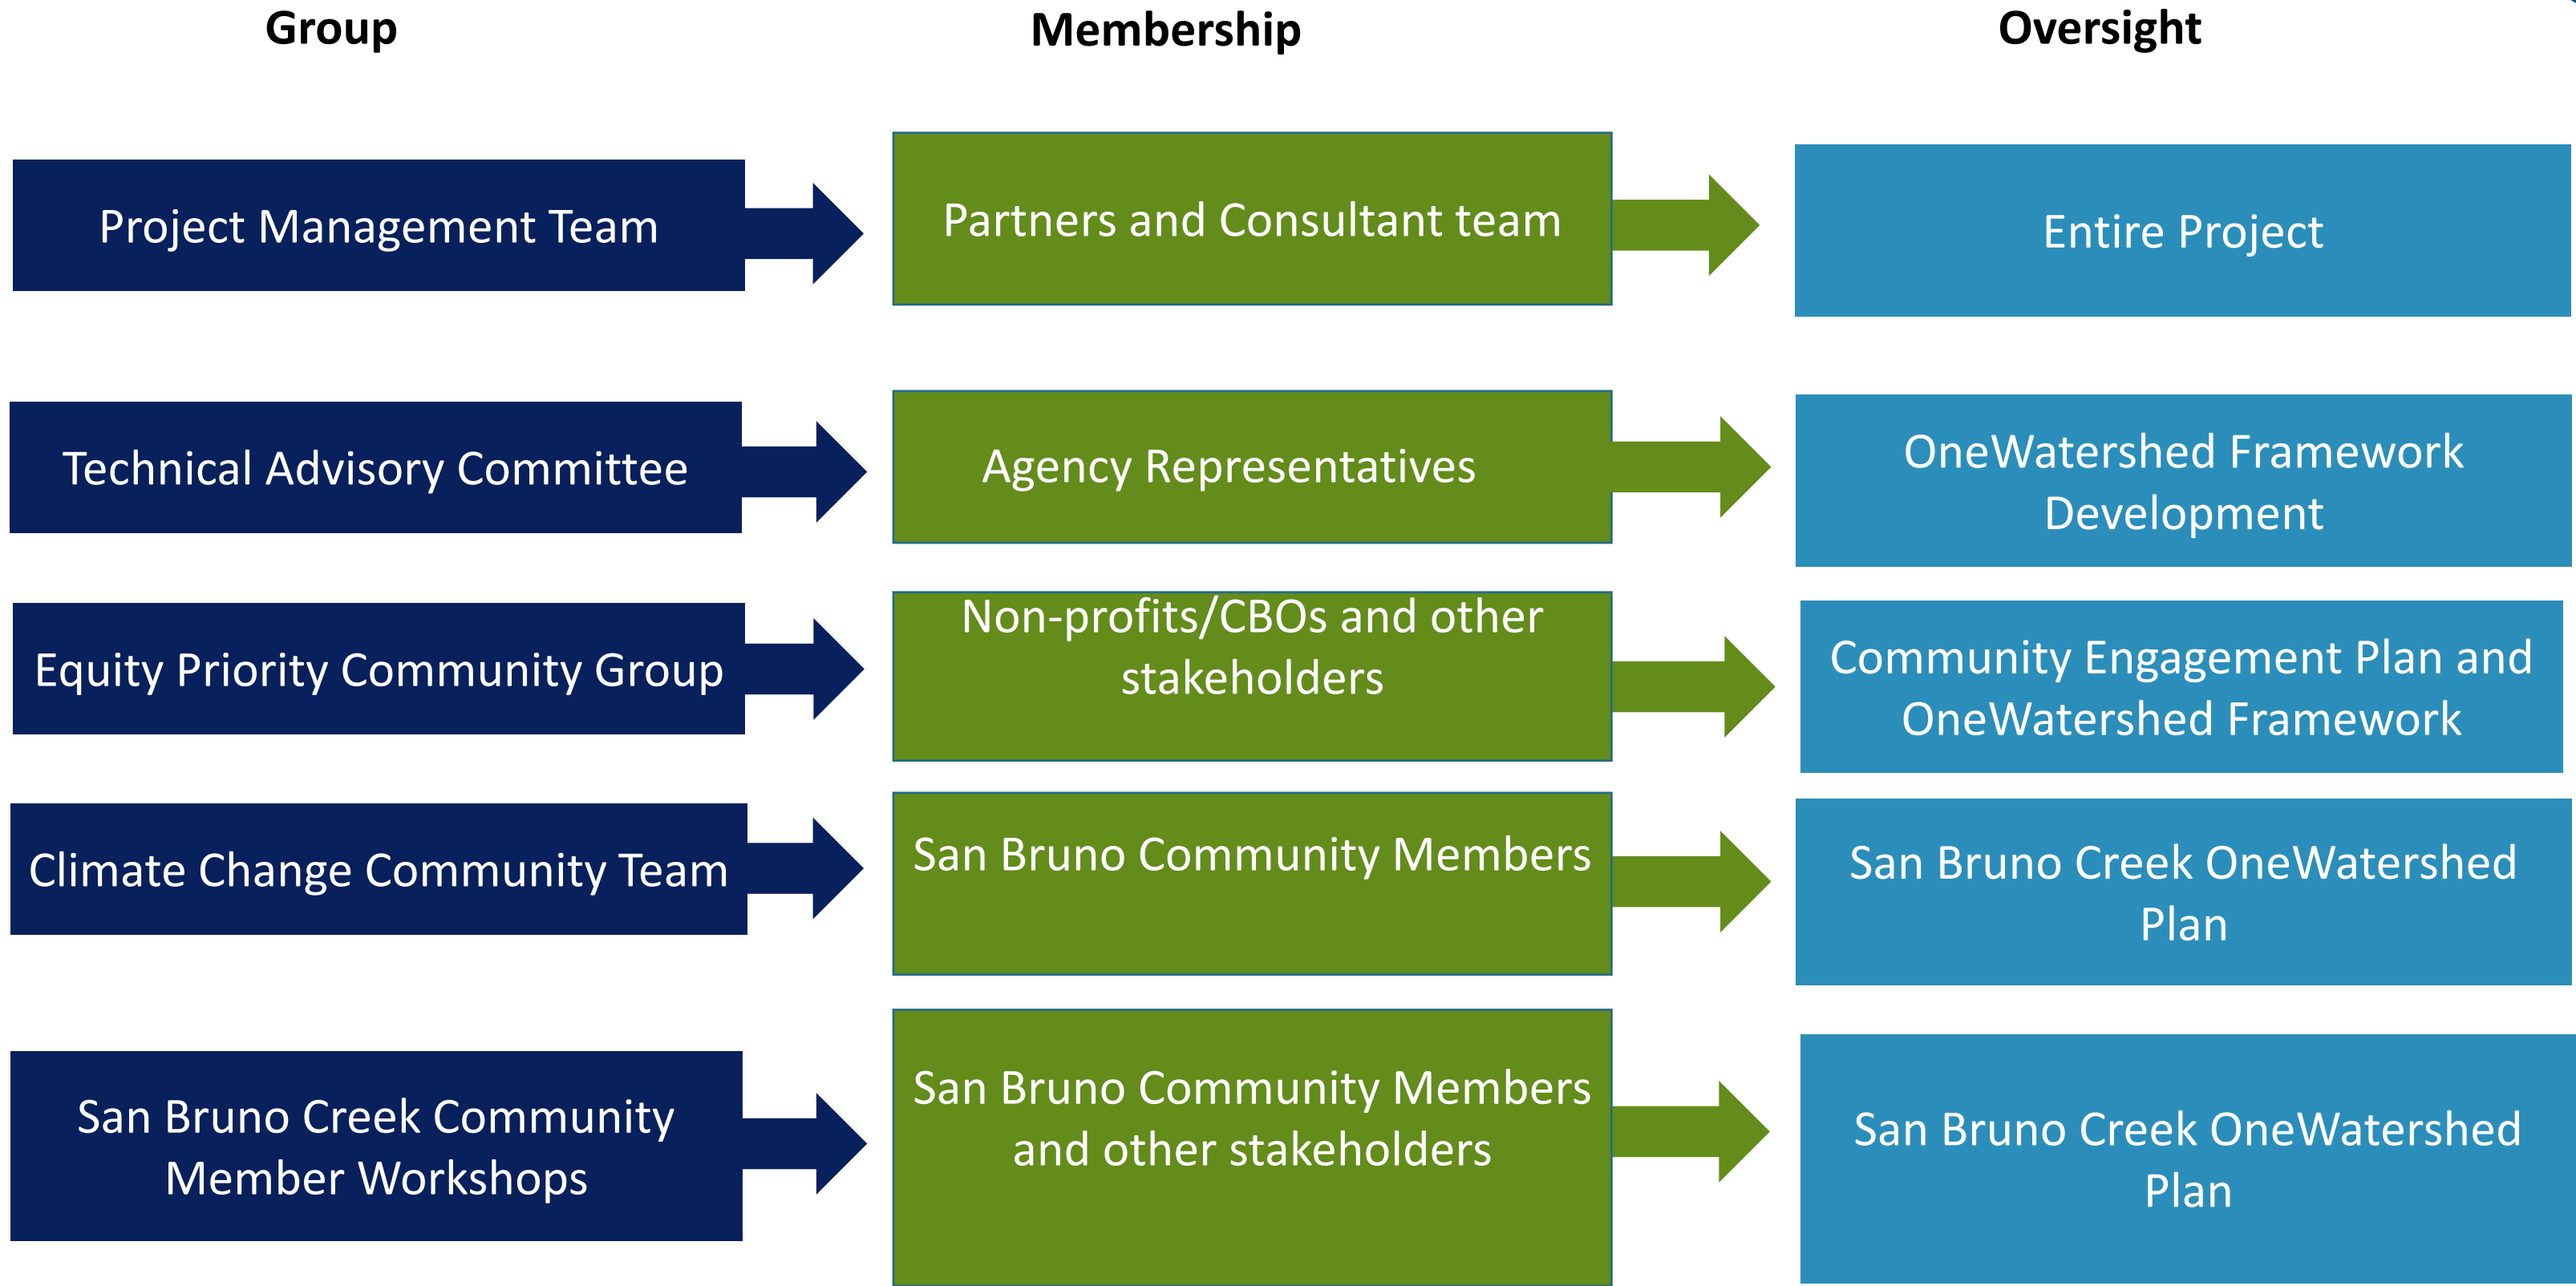 Group
Membership
Oversight
Project Management Team
Partners and Consultant team
Entire Project
Technical Advisory Committee
Agency Representatives
OneWatershed Framework
Development
Equity Priority Community Group
Non-profits/CBOs and other
stakeholders
Community Engagement Plan and
OneWatershed Framework
Climate Change Community Team
San Bruno Community Members
San Bruno Creek OneWatershed
Plan
San Bruno Creek Community
Member Workshops
San Bruno Community Members
and other stakeholders
San Bruno Creek OneWatershed
Plan